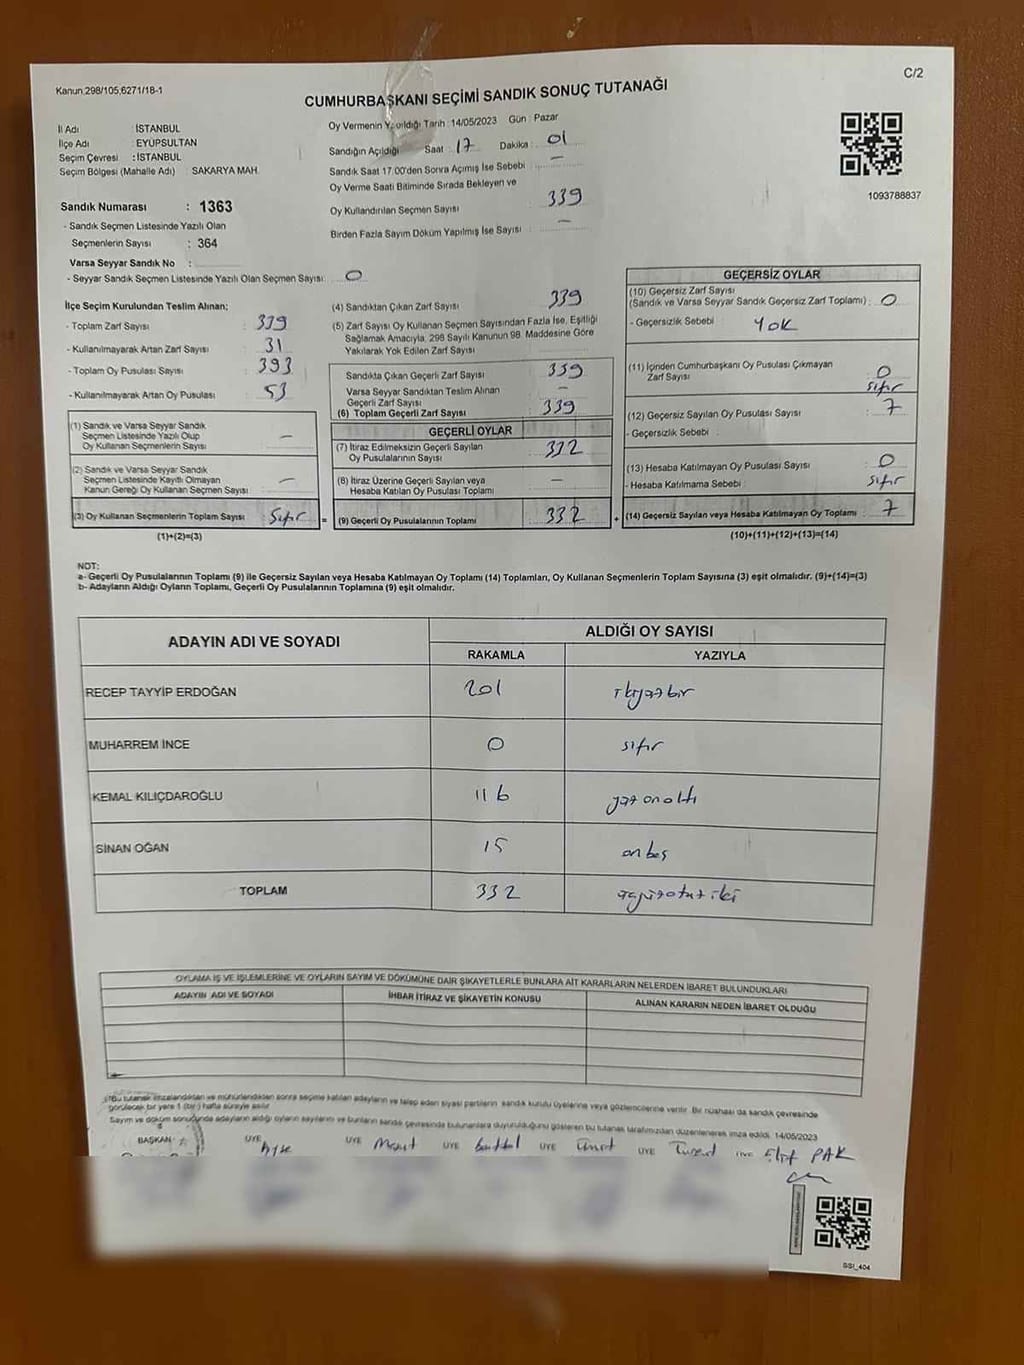 Kanun 298/105,6271/18-1
C/2
CUMHURBAŞKANI SEÇİMİ SANDIK SONUÇ TUTANAĞI
İl Adı : İSTANBUL
İlçe Adı : EYÜPSULTAN
Seçim Çevresi : İSTANBUL
Seçim Bölgesi (Mahalle Adı) : SAKARYA MAH.
Oy Vermenin Yapıldığı Tarih : 14/05/2023 Gün : Pazar
Sandığın Açıldığı Saat : 17 Dakika : 01
Sandık Saat 17.00'den Sonra Açımış İse Sebebi : —
Oy Verme Saati Bitiminde Sırada Bekleyen ve
Oy Kullandırılan Seçmen Sayısı : 339
Birden Fazla Sayım Döküm Yapılmış İse Sayısı : —
1093788837
Sandık Numarası : 1363
- Sandık Seçmen Listesinde Yazılı Olan
Seçmenlerin Sayısı : 364
Varsa Seyyar Sandık No :
- Seyyar Sandık Seçmen Listesinde Yazılı Olan Seçmen Sayısı: 0
İlçe Seçim Kurulundan Teslim Alınan;
- Toplam Zarf Sayısı : 379
- Kullanılmayarak Artan Zarf Sayısı : 31
- Toplam Oy Pusulası Sayısı : 393
- Kullanılmayarak Artan Oy Pusulası : 53
(1) Sandık ve Varsa Seyyar Sandık
Seçmen Listesinde Yazılı Olup
Oy Kullanan Seçmenlerin Sayısı : —
(2) Sandık ve Varsa Seyyar Sandık
Seçmen Listesinde Kayıtlı Olmayan
Kanun Gereği Oy Kullanan Seçmen Sayısı : —
(3) Oy Kullanan Seçmenlerin Toplam Sayısı : Sıfır
(1)+(2)=(3)
(4) Sandıktan Çıkan Zarf Sayısı : 339
(5) Zarf Sayısı Oy Kullanan Seçmen Sayısından Fazla İse, Eşitliği
Sağlamak Amacıyla, 298 Sayılı Kanunun 98. Maddesine Göre
Yakılarak Yok Edilen Zarf Sayısı
Sandıkta Çıkan Geçerli Zarf Sayısı : 339
Varsa Seyyar Sandıktan Teslim Alınan
Geçerli Zarf Sayısı : —
(6) Toplam Geçerli Zarf Sayısı : 339
GEÇERLİ OYLAR
(7) İtiraz Edilmeksizin Geçerli Sayılan
Oy Pusulalarının Sayısı : 332
(8) İtiraz Üzerine Geçerli Sayılan veya
Hesaba Katılan Oy Pusulası Toplamı : —
= (9) Geçerli Oy Pusulalarının Toplamı : 332
GEÇERSİZ OYLAR
(10) Geçersiz Zarf Sayısı
(Sandık ve Varsa Seyyar Sandık Geçersiz Zarf Toplamı) : 0
- Geçersizlik Sebebi : YOK
(11) İçinden Cumhurbaşkanı Oy Pusulası Çıkmayan
Zarf Sayısı : 0
sıfır
(12) Geçersiz Sayılan Oy Pusulası Sayısı : 7
- Geçersizlik Sebebi :
(13) Hesaba Katılmayan Oy Pusulası Sayısı : 0
- Hesaba Katılmama Sebebi : sıfır
+ (14) Geçersiz Sayılan veya Hesaba Katılmayan Oy Toplamı : 7
(10)+(11)+(12)+(13)=(14)
NOT:
a- Geçerli Oy Pusulalarının Toplamı (9) ile Geçersiz Sayılan veya Hesaba Katılmayan Oy Toplamı (14) Toplamları, Oy Kullanan Seçmenlerin Toplam Sayısına (3) eşit olmalıdır. (9)+(14)=(3)
b- Adayların Aldığı Oyların Toplamı, Geçerli Oy Pusulalarının Toplamına (9) eşit olmalıdır.
ADAYIN ADI VE SOYADI
ALDIĞI OY SAYISI
RAKAMLA YAZIYLA
RECEP TAYYİP ERDOĞAN 201 ikiyüzbir
MUHARREM İNCE 0 sıfır
KEMAL KILIÇDAROĞLU 116 yüzonaltı
SİNAN OĞAN 15 onbeş
TOPLAM 332 üçyüzotuziki
OYLAMA İŞ VE İŞLEMLERİNE VE OYLARIN SAYIM VE DÖKÜMÜNE DAİR ŞİKAYETLERLE BUNLARA AİT KARARLARIN NELERDEN İBARET BULUNDUKLARI
ADAYIN ADI VE SOYADI İHBAR İTİRAZ VE ŞİKAYETİN KONUSU ALINAN KARARIN NEDEN İBARET OLDUĞU
(*)Bu tutanak imzalandıktan ve mühürlendikten sonra seçime katılan adayların ve talep eden siyasi partilerin sandık kurulu üyelerine veya gözlemcilerine verilir. Bir nüshası da sandık çevresinde
görülecek bir yere 1 (bir) hafta süreyle asılır.
Sayım ve döküm sonuçunda adayların aldığı oyların sayılarını ve bunların sandık çevresinde bulunanlara duyurulduğunu gösteren bu tutanak tarafımızdan düzenlenerek imza edildi. 14/05/2023
BAŞKAN ÜYE Ayse ÜYE Mesut ÜYE ÜYE Ümit ÜYE ÜYE Elif PAK
SSİ_404